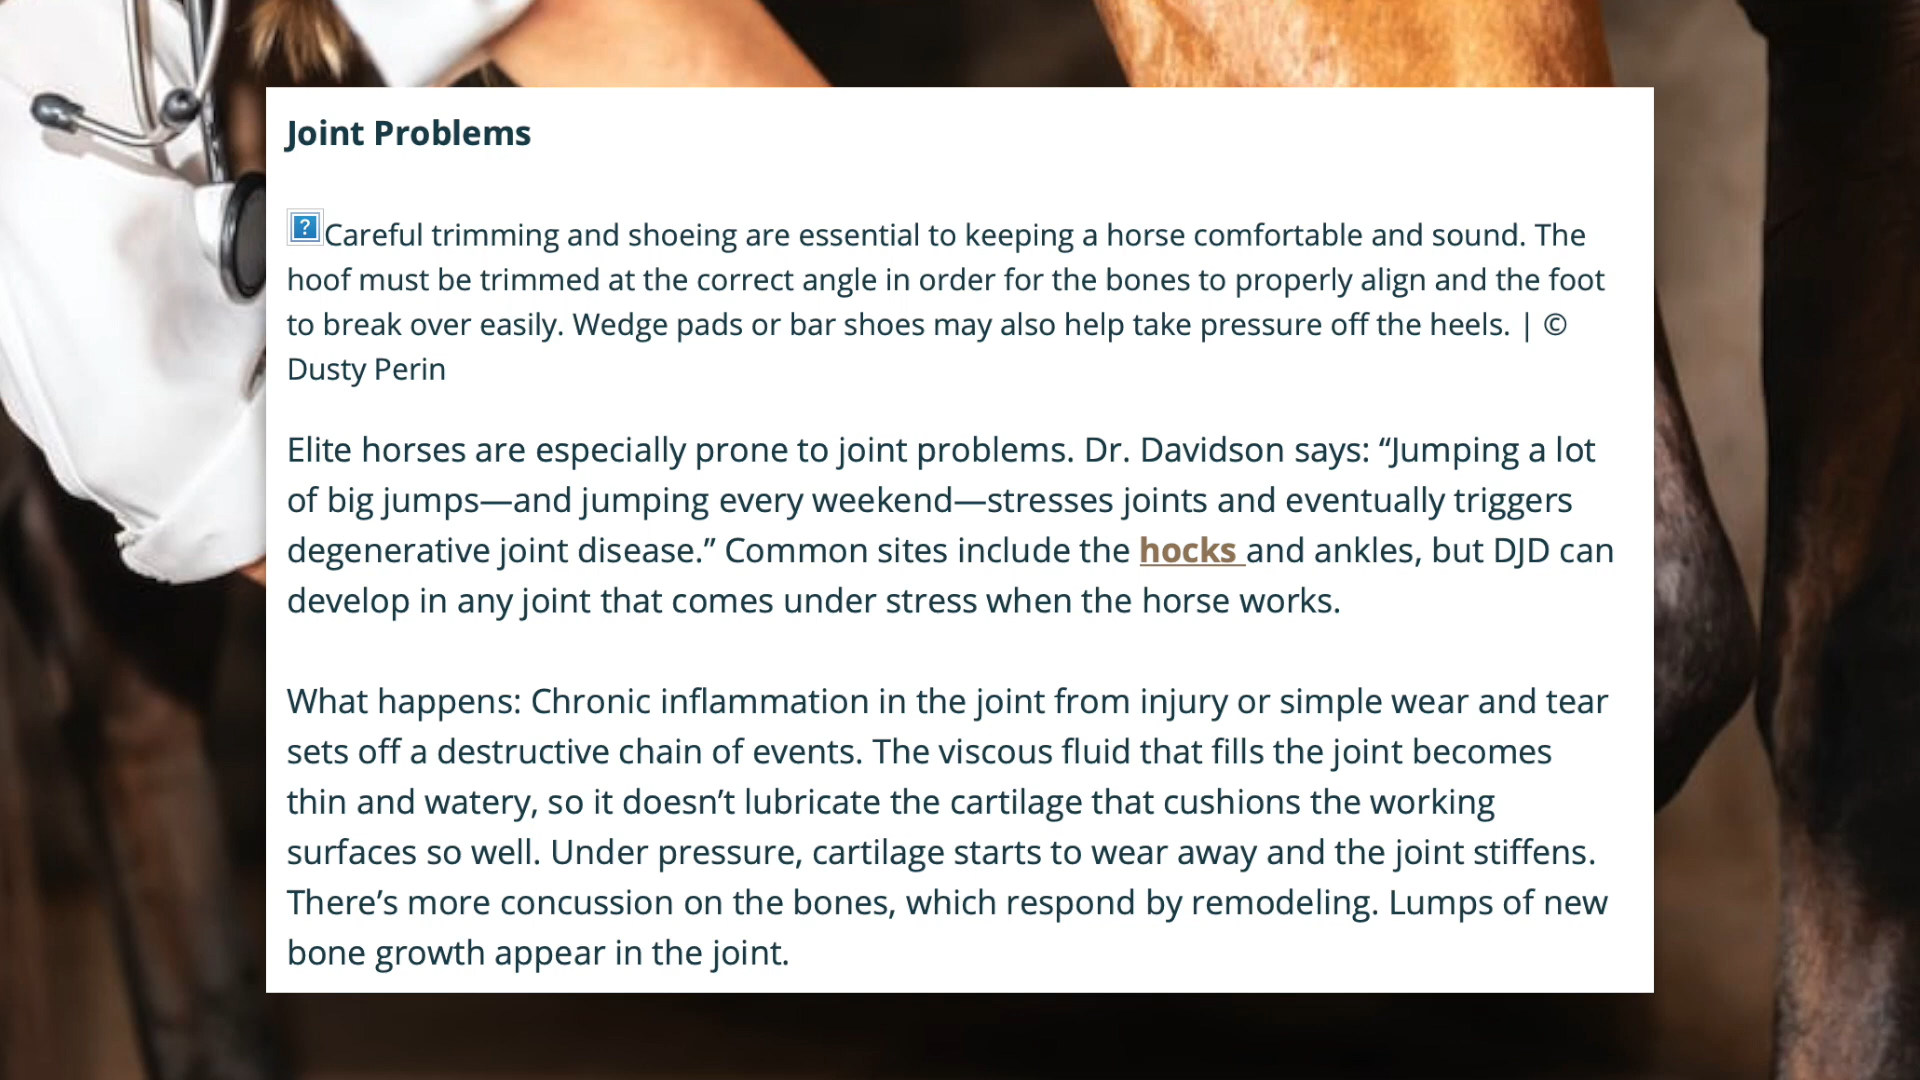 Joint Problems
Careful trimming and shoeing are essential to keeping a horse comfortable and sound. The
hoof must be trimmed at the correct angle in order for the bones to properly align and the foot
to break over easily. Wedge pads or bar shoes may also help take pressure off the heels. | ©
Dusty Perin
Elite horses are especially prone to joint problems. Dr. Davidson says: “Jumping a lot
of big jumps—and jumping every weekend—stresses joints and eventually triggers
degenerative joint disease.” Common sites include the hocks and ankles, but DJD can
develop in any joint that comes under stress when the horse works.
What happens: Chronic inflammation in the joint from injury or simple wear and tear
sets off a destructive chain of events. The viscous fluid that fills the joint becomes
thin and watery, so it doesn’t lubricate the cartilage that cushions the working
surfaces so well. Under pressure, cartilage starts to wear away and the joint stiffens.
There’s more concussion on the bones, which respond by remodeling. Lumps of new
bone growth appear in the joint.